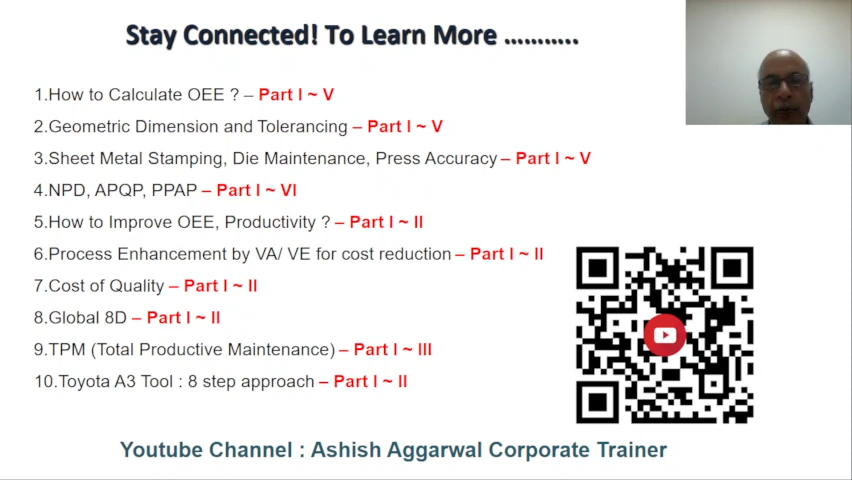 Stay Connected! To Learn More ...........
1.How to Calculate OEE ? – Part I ~ V
2.Geometric Dimension and Tolerancing – Part I ~ V
3.Sheet Metal Stamping, Die Maintenance, Press Accuracy – Part I ~ V
4.NPD, APQP, PPAP – Part I ~ VI
5.How to Improve OEE, Productivity ? – Part I ~ II
6.Process Enhancement by VA/ VE for cost reduction – Part I ~ II
7.Cost of Quality – Part I ~ II
8.Global 8D – Part I ~ II
9.TPM (Total Productive Maintenance) – Part I ~ III
10.Toyota A3 Tool : 8 step approach – Part I ~ II
Youtube Channel : Ashish Aggarwal Corporate Trainer